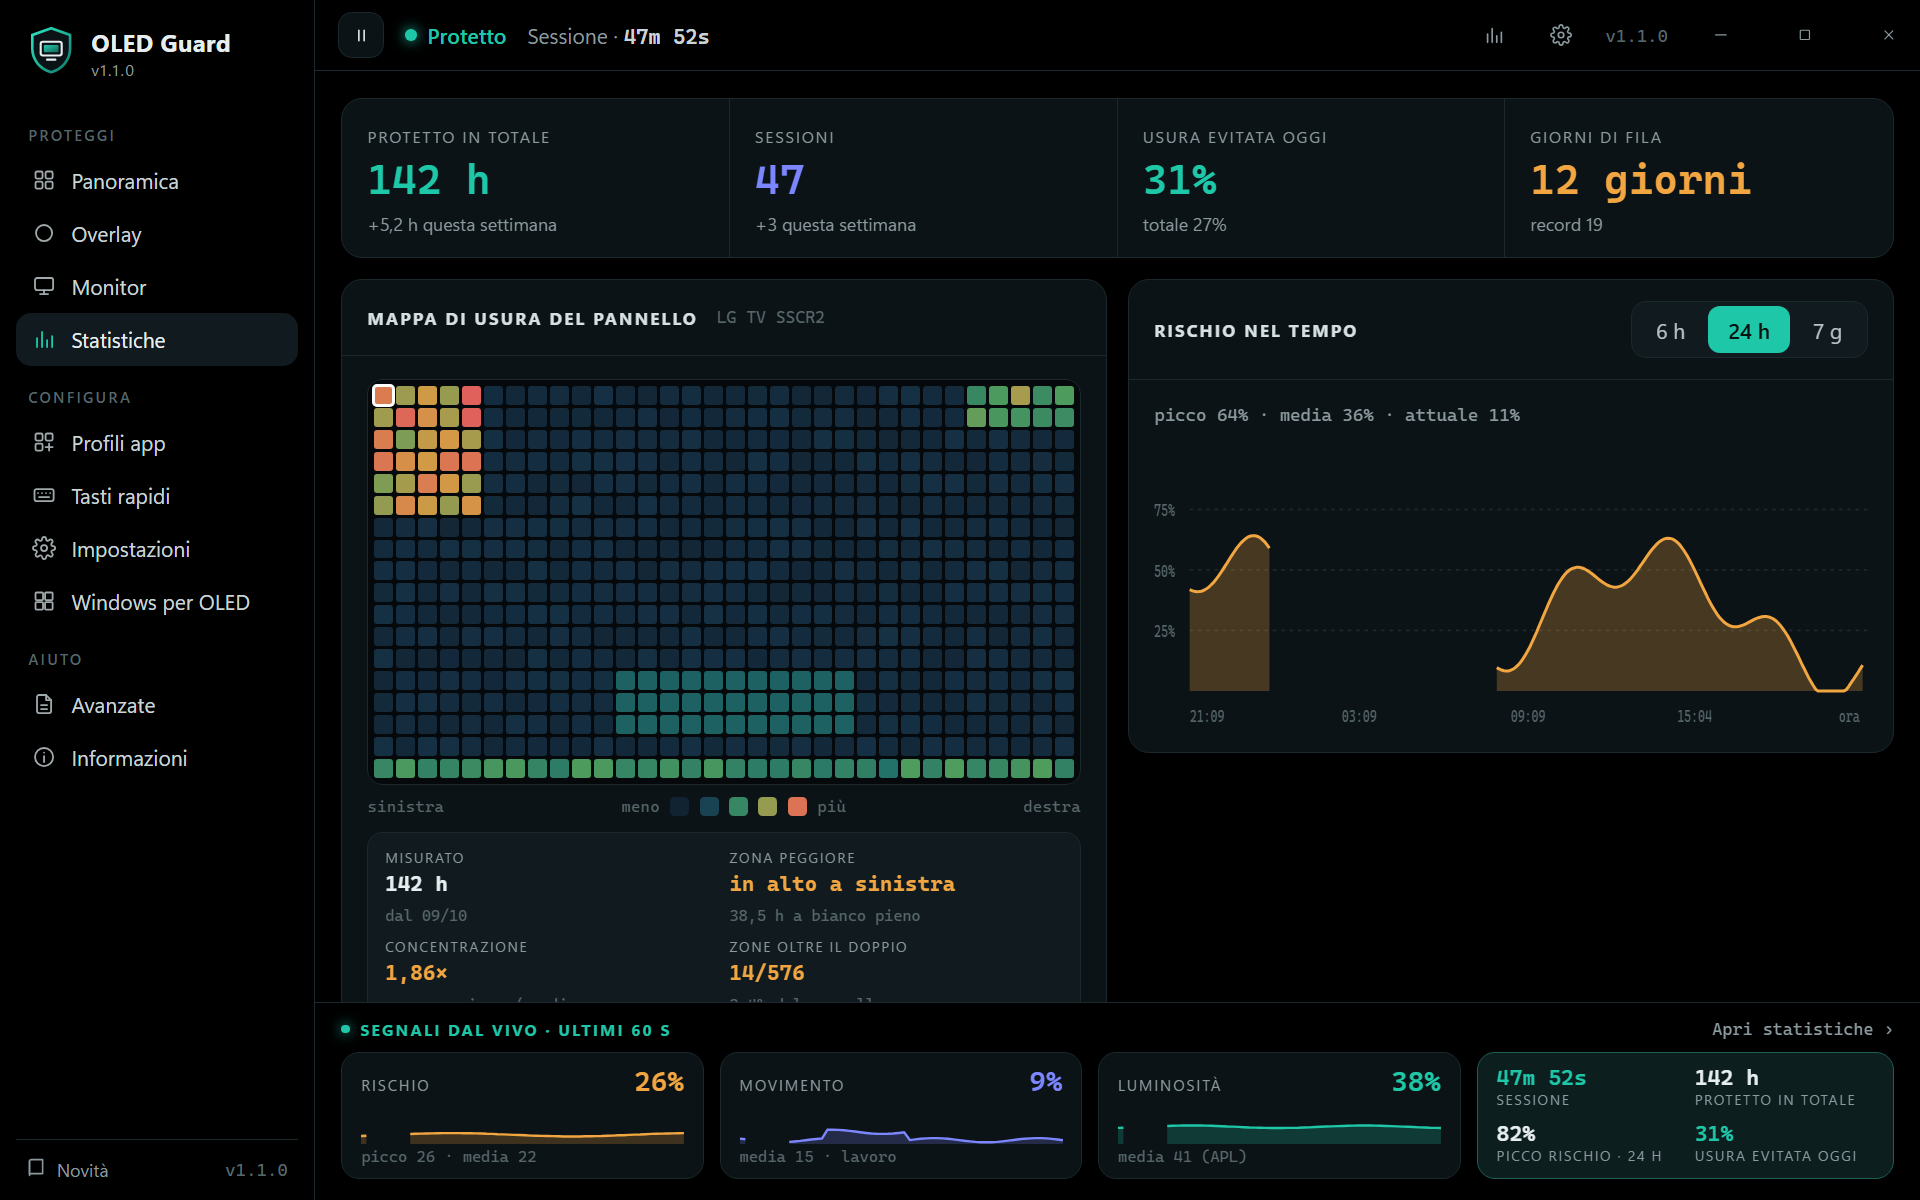 OLED Guard
v1.1.0
PROTEGGI
Panoramica
Overlay
Monitor
Statistiche
CONFIGURA
Profili app
Tasti rapidi
Impostazioni
Windows per OLED
AIUTO
Avanzate
Informazioni
Novità v1.1.0
Protetto Sessione · 47m 52s
v1.1.0
PROTETTO IN TOTALE
142 h
+5,2 h questa settimana
SESSIONI
47
+3 questa settimana
USURA EVITATA OGGI
31%
totale 27%
GIORNI DI FILA
12 giorni
record 19
MAPPA DI USURA DEL PANNELLO LG TV SSCR2
sinistra meno più destra
MISURATO
142 h
dal 09/10
ZONA PEGGIORE
in alto a sinistra
38,5 h a bianco pieno
CONCENTRAZIONE
1,86×
ZONE OLTRE IL DOPPIO
14/576
RISCHIO NEL TEMPO
6 h 24 h 7 g
picco 64% · media 36% · attuale 11%
75%
50%
25%
21:09 03:09 09:09 15:04 ora
SEGNALI DAL VIVO · ULTIMI 60 S
Apri statistiche ›
RISCHIO 26%
picco 26 · media 22
MOVIMENTO 9%
media 15 · lavoro
LUMINOSITÀ 38%
media 41 (APL)
47m 52s
SESSIONE
142 h
PROTETTO IN TOTALE
82%
PICCO RISCHIO · 24 H
31%
USURA EVITATA OGGI